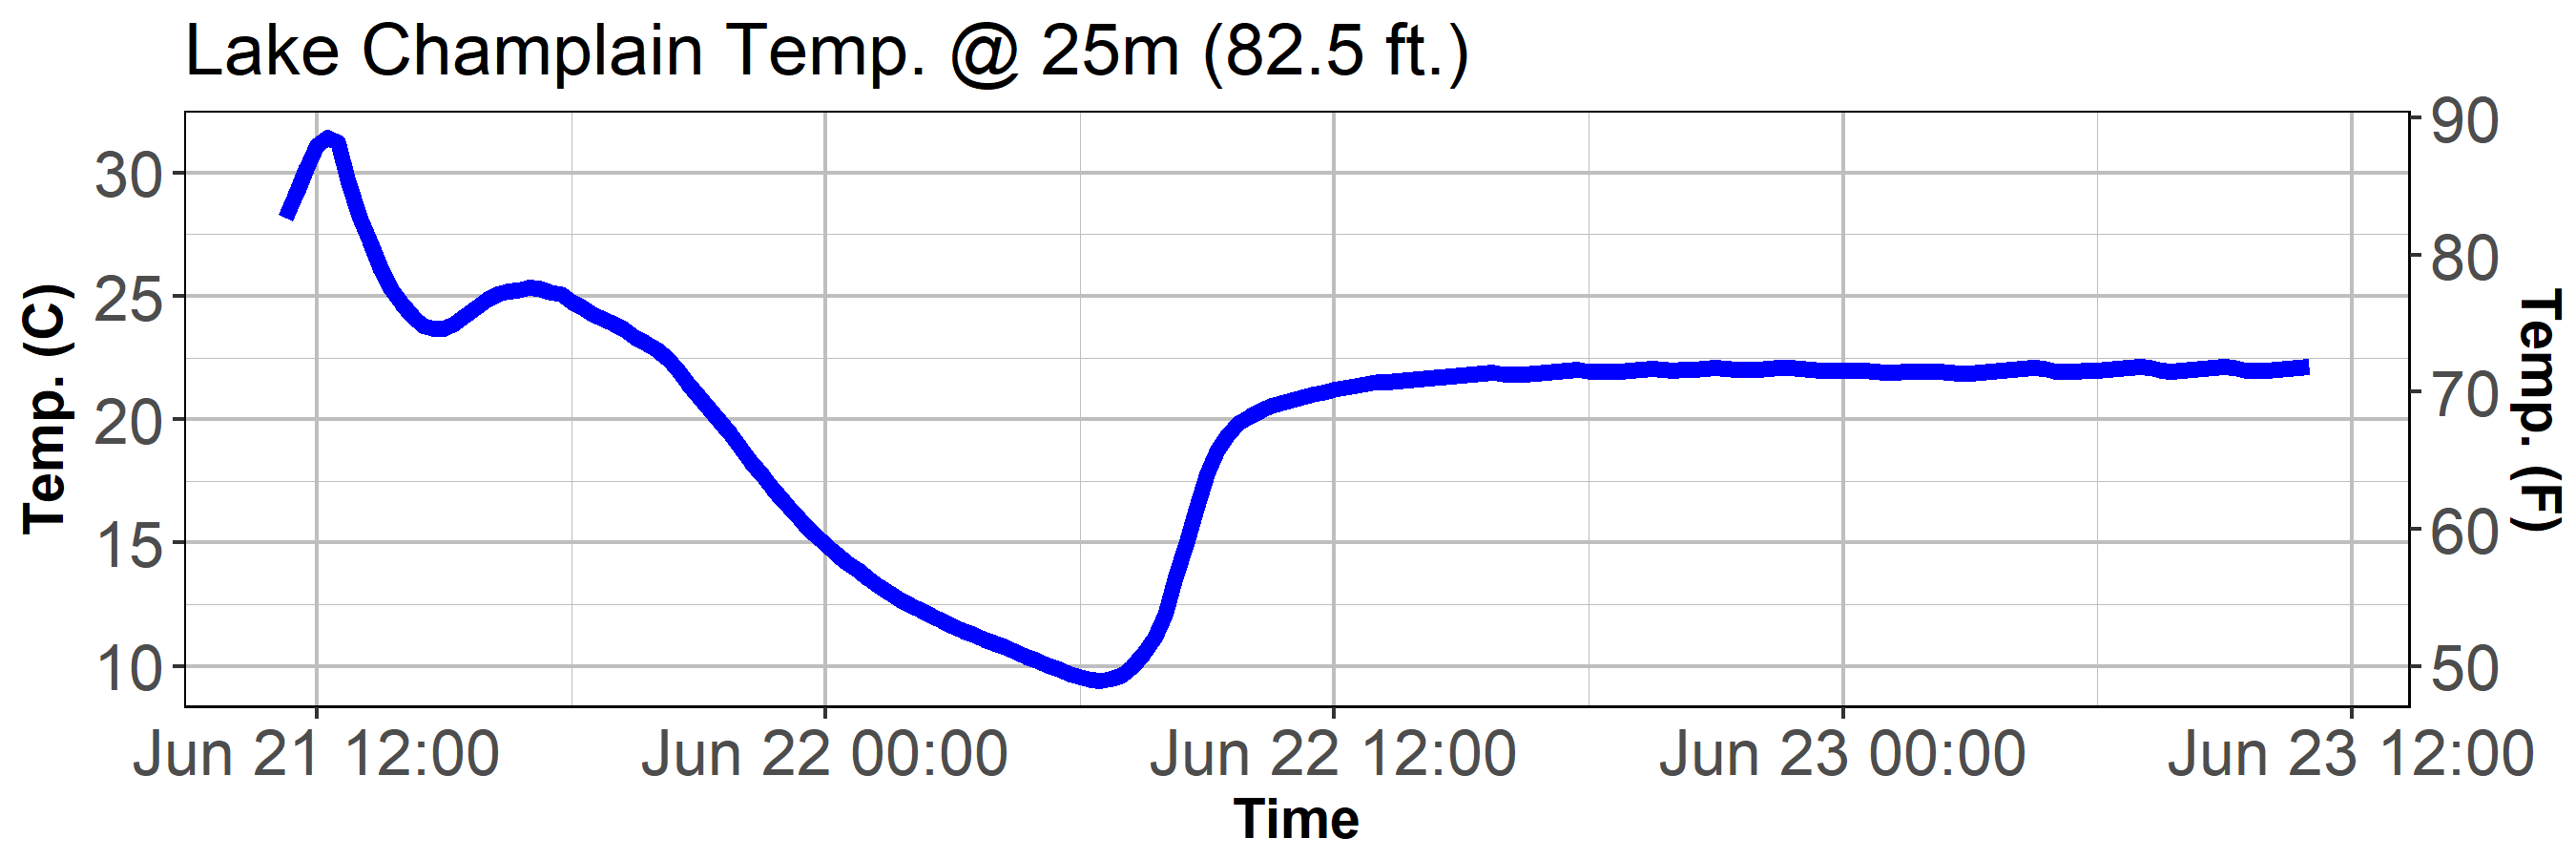 Lake Champlain Temp. @ 25m (82.5 ft.)
Temp. (C)
30
25
20
15
10
90
80
70
60
50
Temp. (F)
Jun 21 12:00
Jun 22 00:00
Jun 22 12:00
Jun 23 00:00
Jun 23 12:00
Time